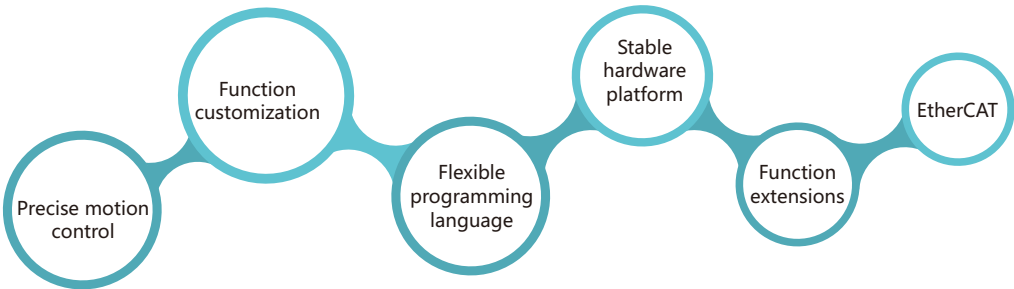 Precise motion
control
Function
customization
Flexible
programming
language
Stable
hardware
platform
Function
extensions
EtherCAT